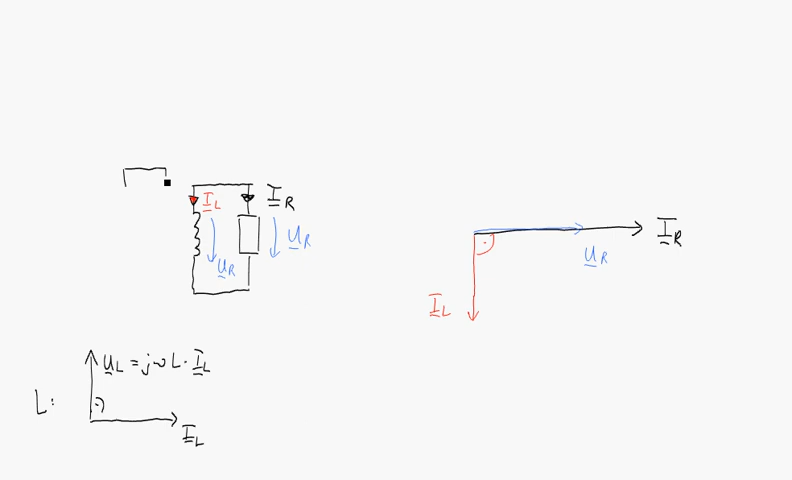 I_L
I_R
u_R
u_R
I_R
u_R
I_L
u_L = jωL · I_L
L:
I_L